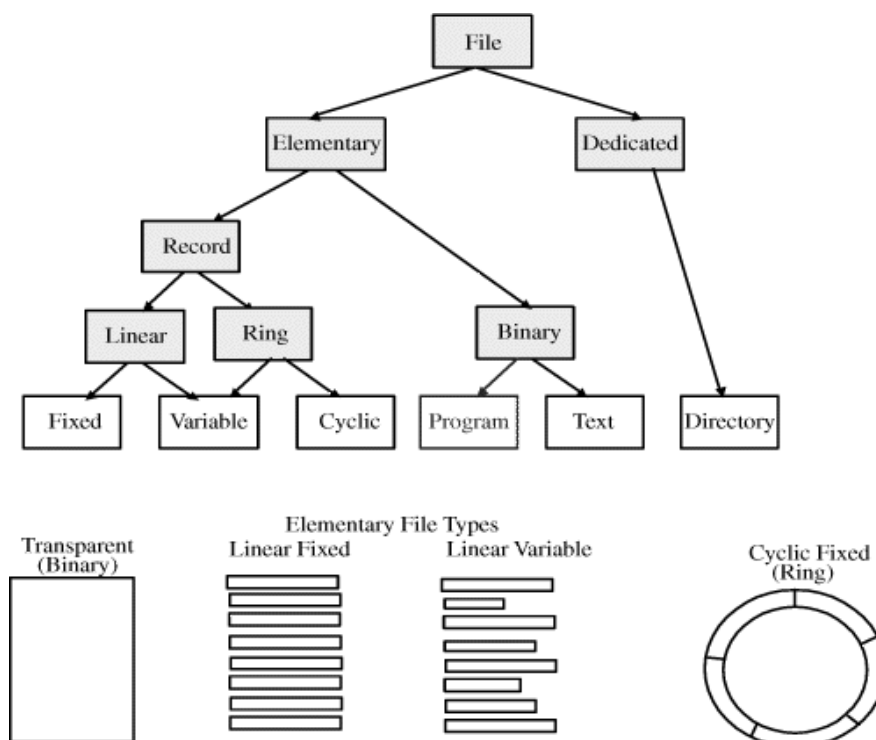 File
Elementary
Dedicated
Record
Linear
Ring
Binary
Fixed
Variable
Cyclic
Program
Text
Directory
Elementary File Types
Transparent
(Binary)
Linear Fixed
Linear Variable
Cyclic Fixed
(Ring)